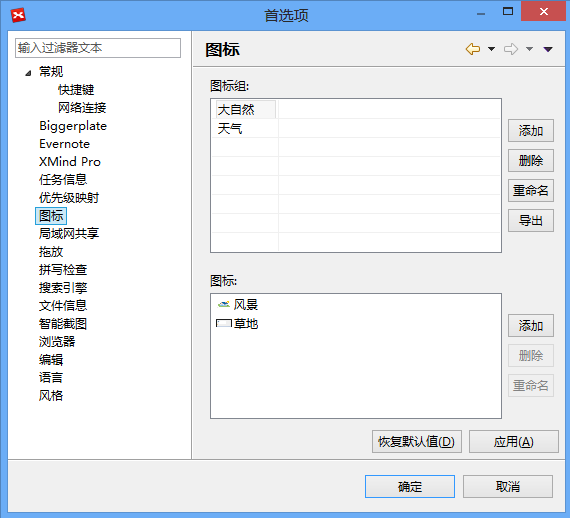 首选项
输入过滤器文本
常规
快捷键
网络连接
Biggerplate
Evernote
XMind Pro
任务信息
优先级映射
图标
局域网共享
拖放
拼写检查
搜索引擎
文件信息
智能截图
浏览器
编辑
语言
风格
图标
图标组:
大自然
天气
添加
删除
重命名
导出
图标:
风景
草地
添加
删除
重命名
恢复默认值(D)
应用(A)
确定
取消